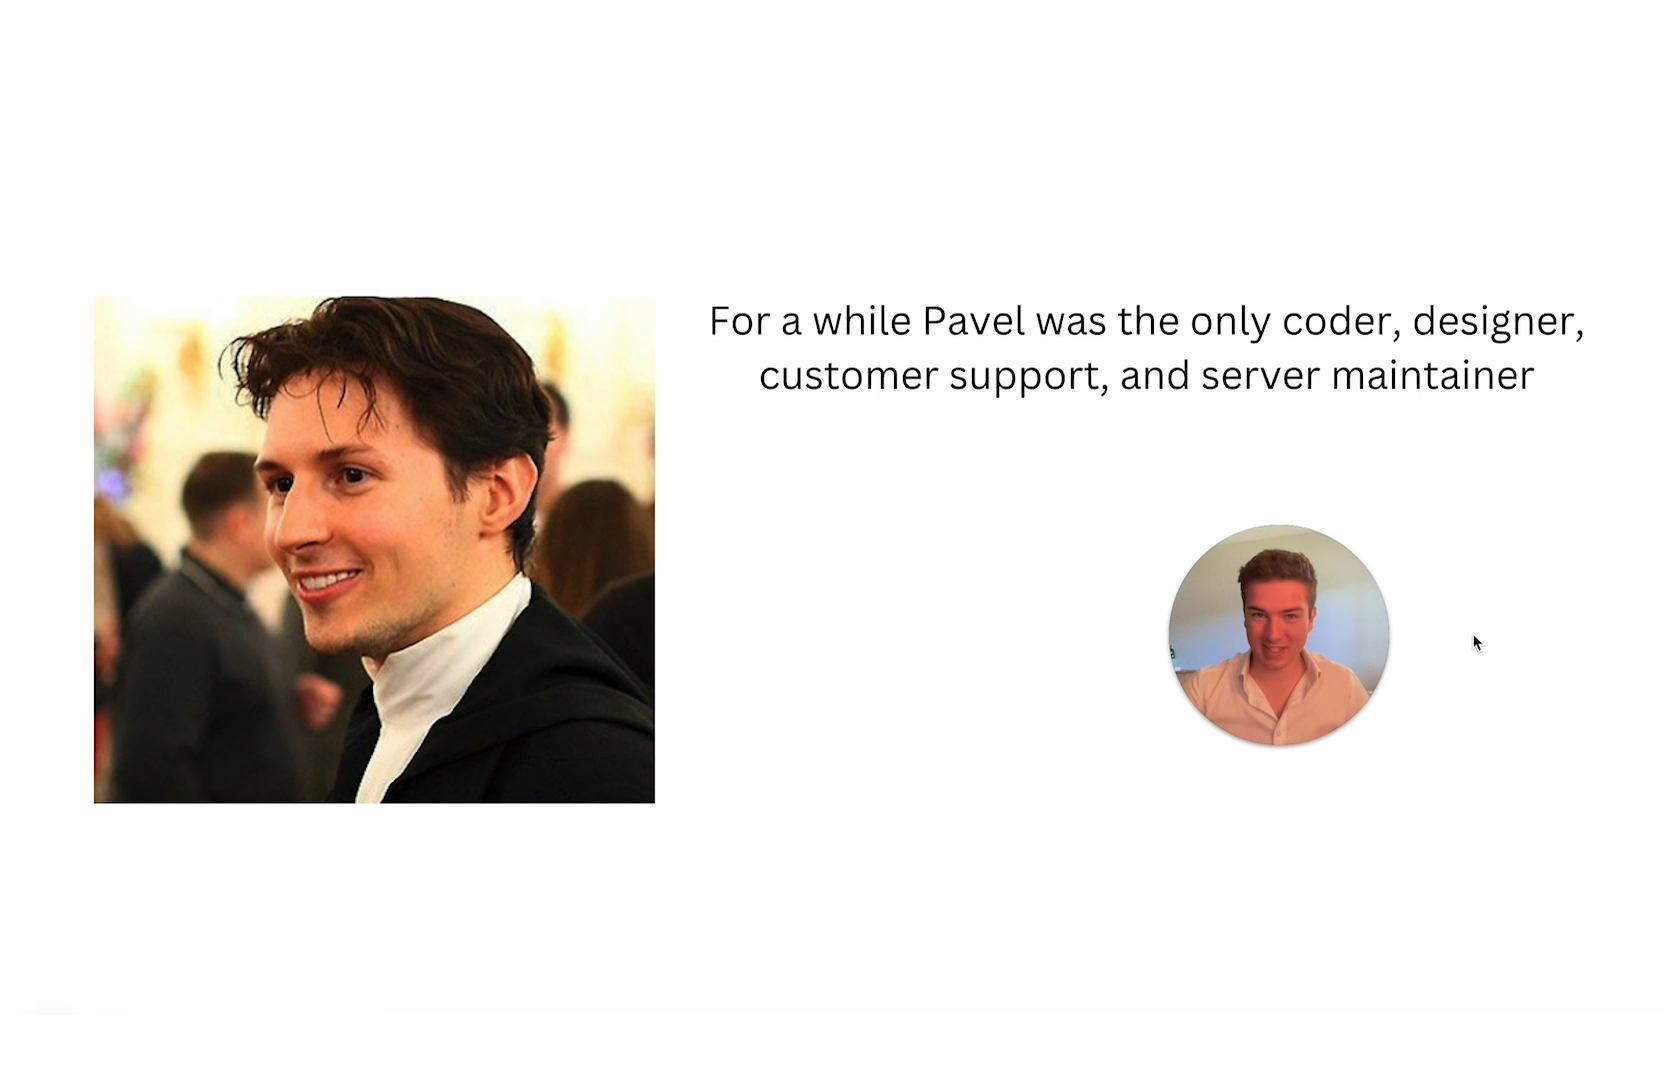 For a while Pavel was the only coder, designer,
customer support, and server maintainer